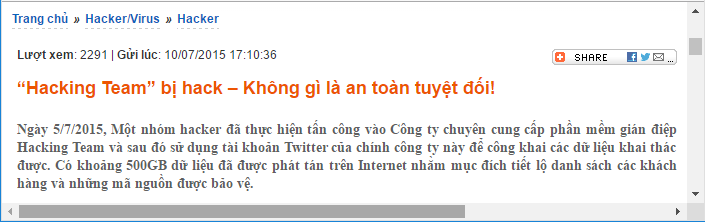 Trang chủ » Hacker/Virus » Hacker
Lượt xem: 2291 | Gửi lúc: 10/07/2015 17:10:36 SHARE ...
“Hacking Team” bị hack – Không gì là an toàn tuyệt đối!
Ngày 5/7/2015, Một nhóm hacker đã thực hiện tấn công vào Công ty chuyên cung cấp phần mềm gián điệp
Hacking Team và sau đó sử dụng tài khoản Twitter của chính công ty này để công khai các dữ liệu khai thác
được. Có khoảng 500GB dữ liệu đã được phát tán trên Internet nhằm mục đích tiết lộ danh sách các khách
hàng và những mã nguồn được bảo vệ.